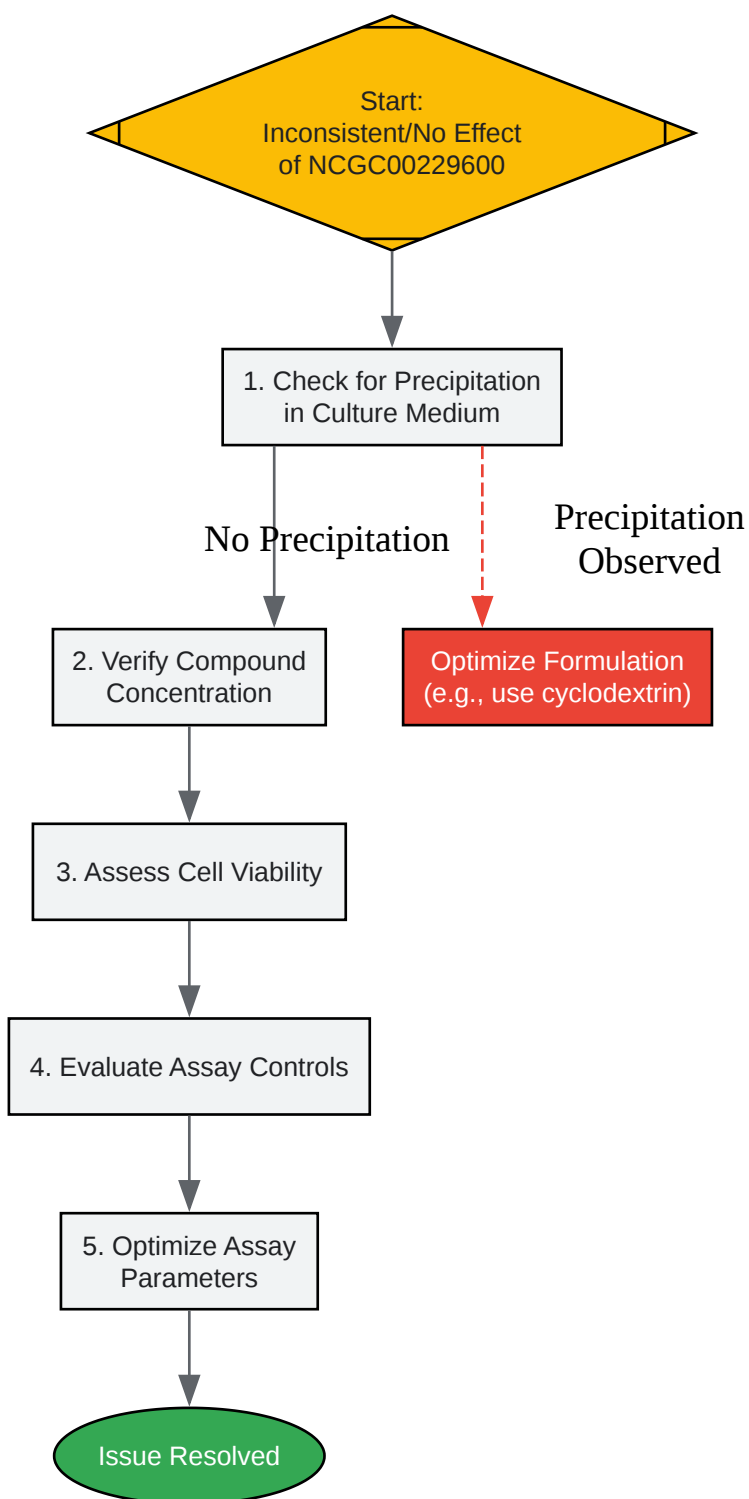 Start:
Inconsistent/No Effect
of NCGC00229600
1. Check for Precipitation
in Culture Medium
No Precipitation
Precipitation
Observed
2. Verify Compound
Concentration
Optimize Formulation
(e.g., use cyclodextrin)
3. Assess Cell Viability
4. Evaluate Assay Controls
5. Optimize Assay
Parameters
Issue Resolved